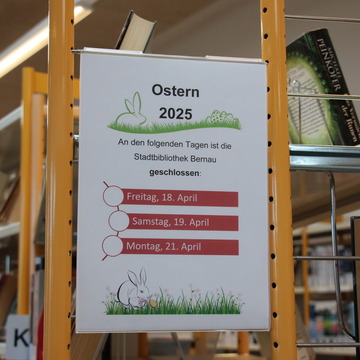 Ostern
2025
An den folgenden Tagen ist die
Stadtbibliothek Bernau
geschlossen:
Freitag, 18. April
Samstag, 19. April
Montag, 21. April
K
PEINKOFER